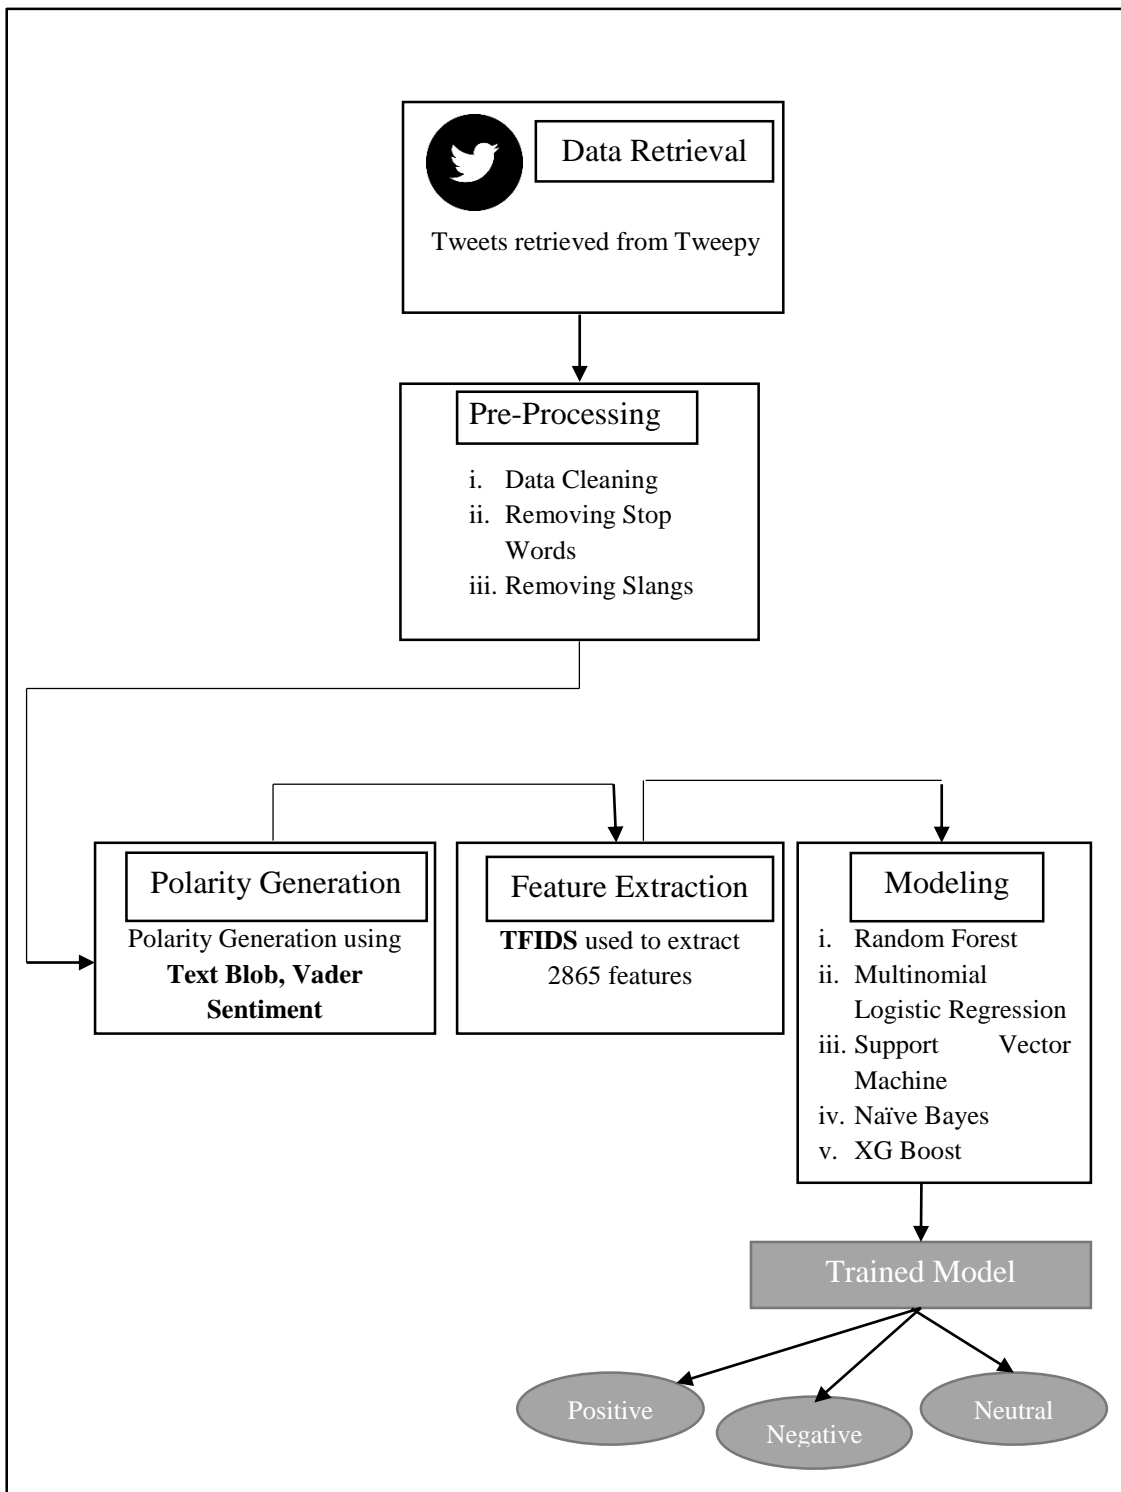 Data Retrieval
Tweets retrieved from Tweepy
Pre-Processing
i. Data Cleaning
ii. Removing Stop
Words
iii. Removing Slangs
Polarity Generation
Polarity Generation using
Text Blob, Vader
Sentiment
Feature Extraction
TFIDS used to extract
2865 features
Modeling
i. Random Forest
ii. Multinomial
Logistic Regression
iii. Support Vector
Machine
iv. Naïve Bayes
v. XG Boost
Trained Model
Positive
Negative
Neutral